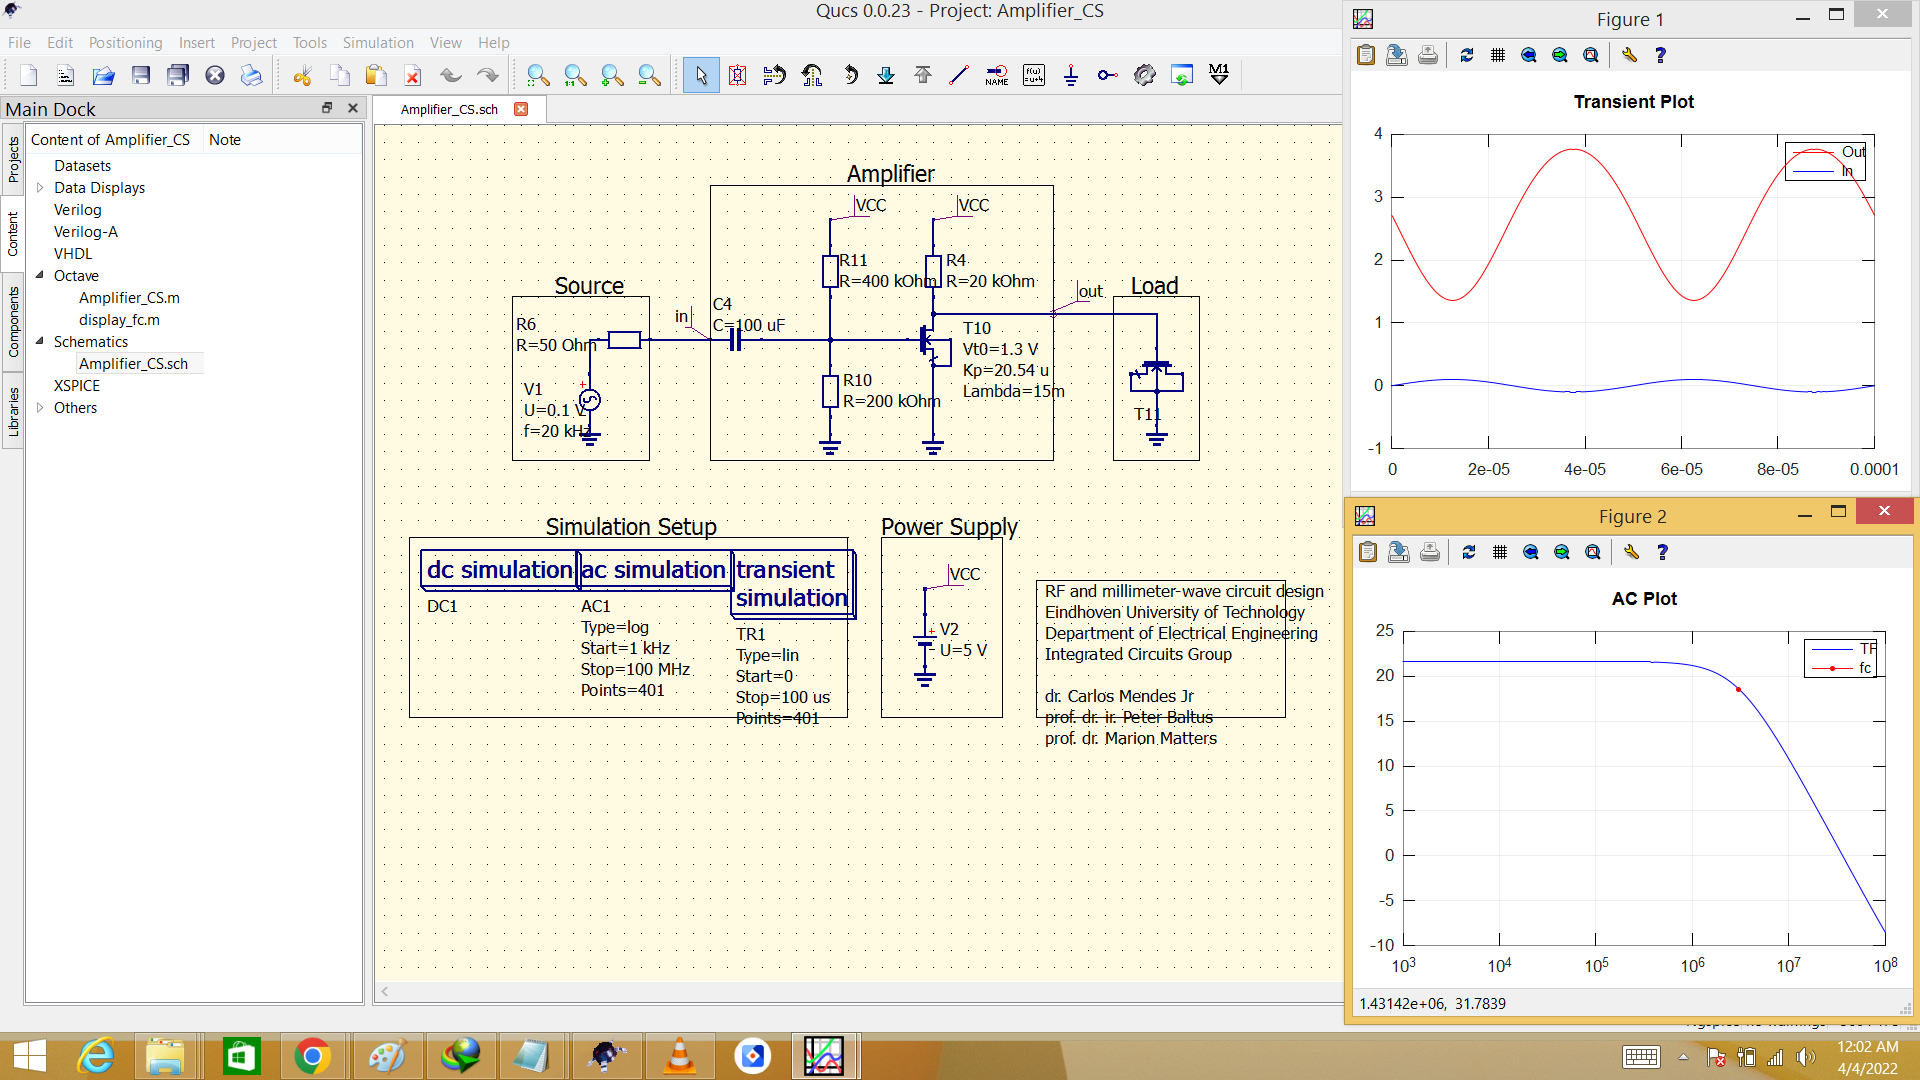 Qucs 0.0.23 - Project: Amplifier_CS
File Edit Positioning Insert Project Tools Simulation View Help
NAME
M1
Main Dock
Amplifier_CS.sch
Projects
Content
Components
Libraries
Content of Amplifier_CS Note
Datasets
Data Displays
Verilog
Verilog-A
VHDL
Octave
Amplifier_CS.m
display_fc.m
Schematics
Amplifier_CS.sch
XSPICE
Others
Amplifier
VCC
VCC
R11
R=400 kOhm
R4
R=20 kOhm
Source
R6
R=50 Ohm
in
C4
C=100 uF
V1
U=0.1 V
f=20 kHz
R10
R=200 kOhm
T10
Vt0=1.3 V
Kp=20.54 u
Lambda=15m
out
Load
T11
Simulation Setup
dc simulation
DC1
ac simulation
AC1
Type=log
Start=1 kHz
Stop=100 MHz
Points=401
transient
simulation
TR1
Type=lin
Start=0
Stop=100 us
Points=401
Power Supply
VCC
V2
U=5 V
RF and millimeter-wave circuit design
Eindhoven University of Technology
Department of Electrical Engineering
Integrated Circuits Group
dr. Carlos Mendes Jr
prof. dr. ir. Peter Baltus
prof. dr. Marion Matters
Figure 1
Transient Plot
Out
In
4
3
2
1
0
-1
0 2e-05 4e-05 6e-05 8e-05 0.0001
Figure 2
AC Plot
TF
fc
25
20
15
10
5
0
-5
-10
10^3 10^4 10^5 10^6 10^7 10^8
1.43142e+06, 31.7839
12:02 AM
4/4/2022